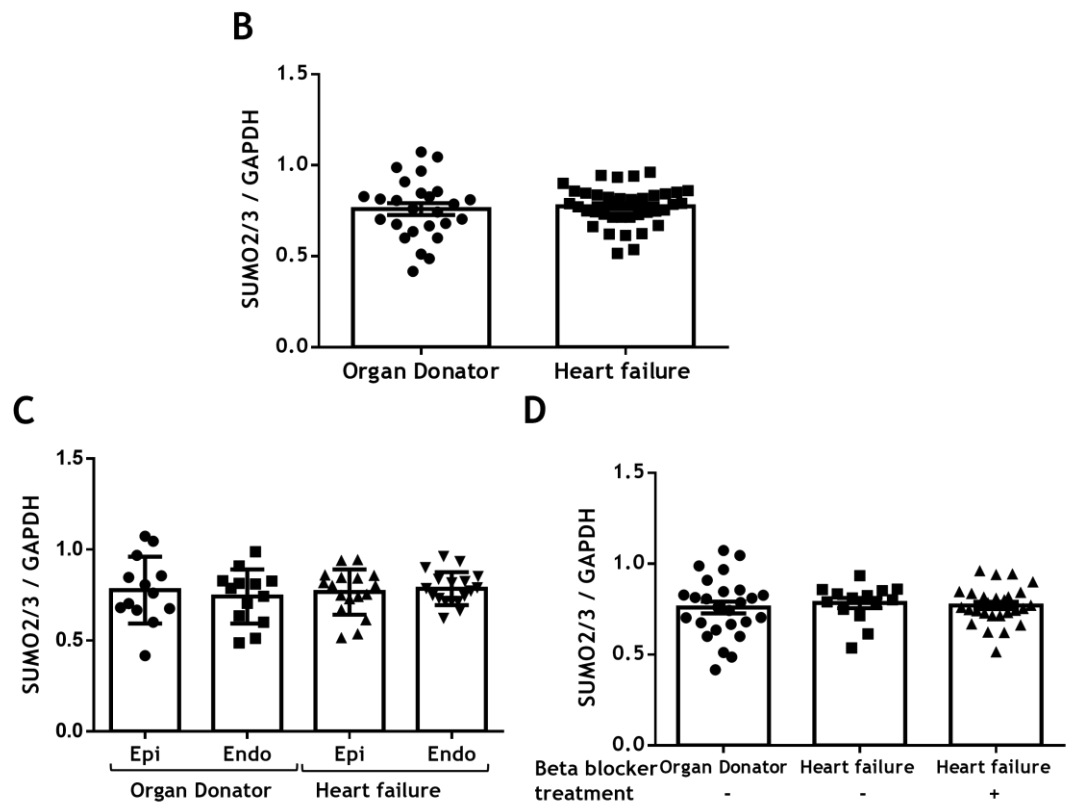 B
SUMO2/3 / GAPDH
1.5
1.0
0.5
0.0
Organ Donator Heart failure
C
SUMO2/3 / GAPDH
1.5
1.0
0.5
0.0
Epi Endo Epi Endo
Organ Donator Heart failure
D
SUMO2/3 / GAPDH
1.5
1.0
0.5
0.0
Beta blocker Organ Donator Heart failure Heart failure
treatment - - +